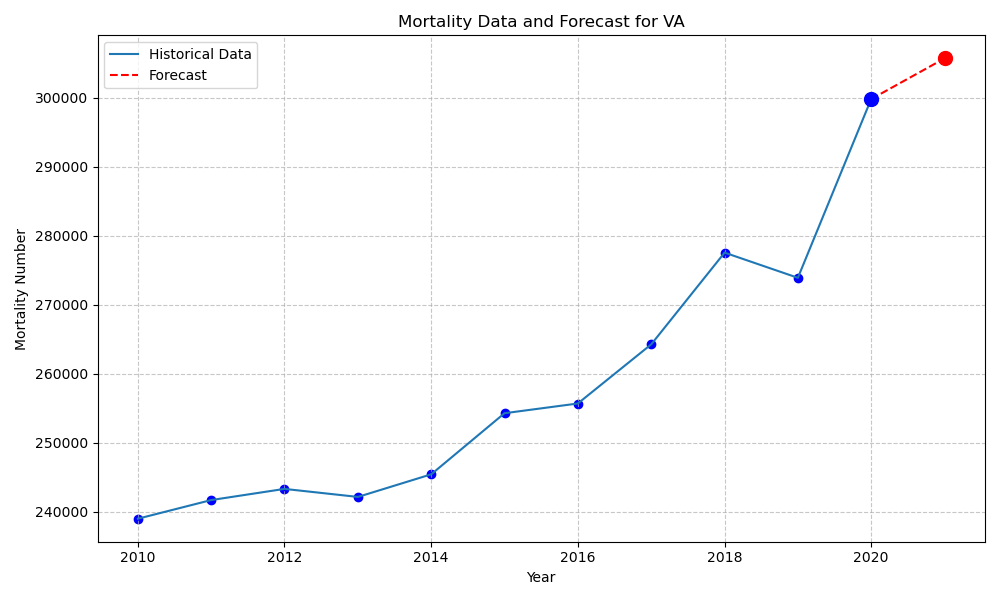 Mortality Data and Forecast for VA
Historical Data
Forecast
300000
290000
280000
270000
260000
250000
240000
Mortality Number
2010 2012 2014 2016 2018 2020
Year